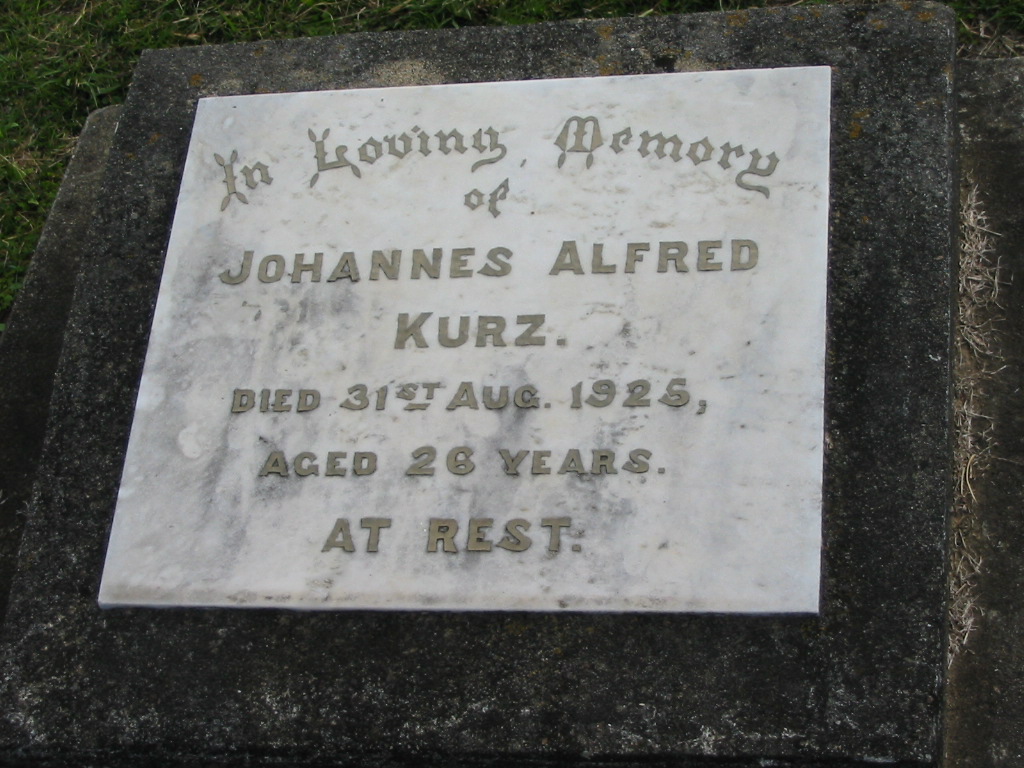 In Loving Memory
of
JOHANNES ALFRED
KURZ.
DIED 31ST AUG. 1925,
AGED 26 YEARS.
AT REST.